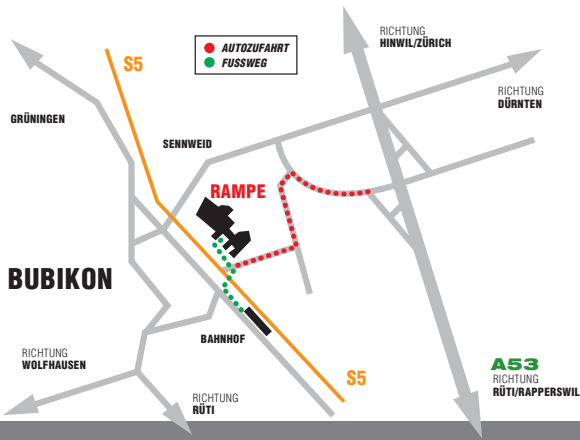 RICHTUNG
HINWIL/ZÜRICH
AUTOZUFAHRT
FUSSWEG
S5
RICHTUNG
DÜRNTEN
GRÜNINGEN
SENNWEID
RAMPE
BUBIKON
BAHNHOF
RICHTUNG
WOLFHAUSEN
S5
A53
RICHTUNG
RÜTI/RAPPERSWIL
RICHTUNG
RÜTI